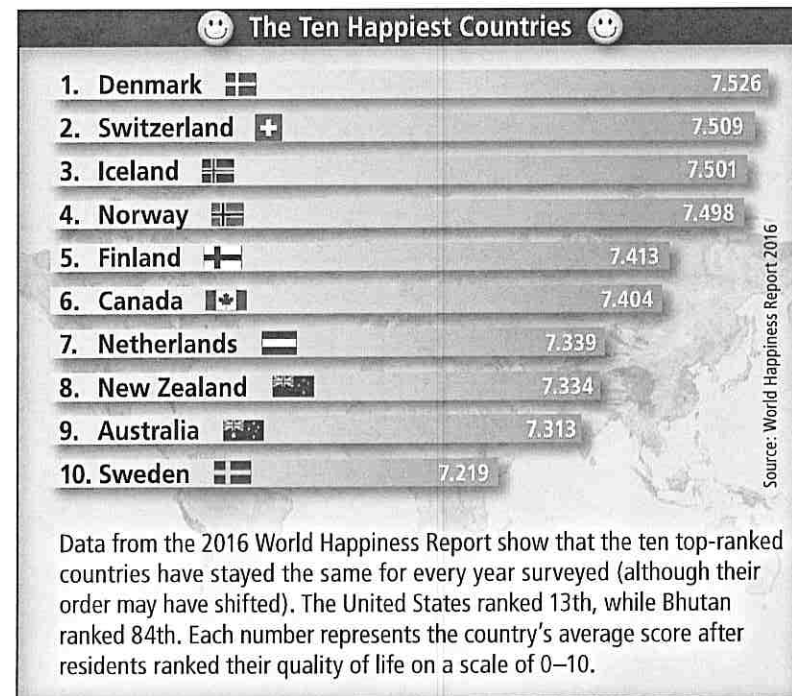 The Ten Happiest Countries
1. Denmark 7.526
2. Switzerland 7.509
3. Iceland 7.501
4. Norway 7.498
5. Finland 7.413
6. Canada 7.404
7. Netherlands 7.339
8. New Zealand 7.334
9. Australia 7.313
10. Sweden 7.219
Source: World Happiness Report 2016
Data from the 2016 World Happiness Report show that the ten top-ranked
countries have stayed the same for every year surveyed (although their
order may have shifted). The United States ranked 13th, while Bhutan
ranked 84th. Each number represents the country's average score after
residents ranked their quality of life on a scale of 0–10.